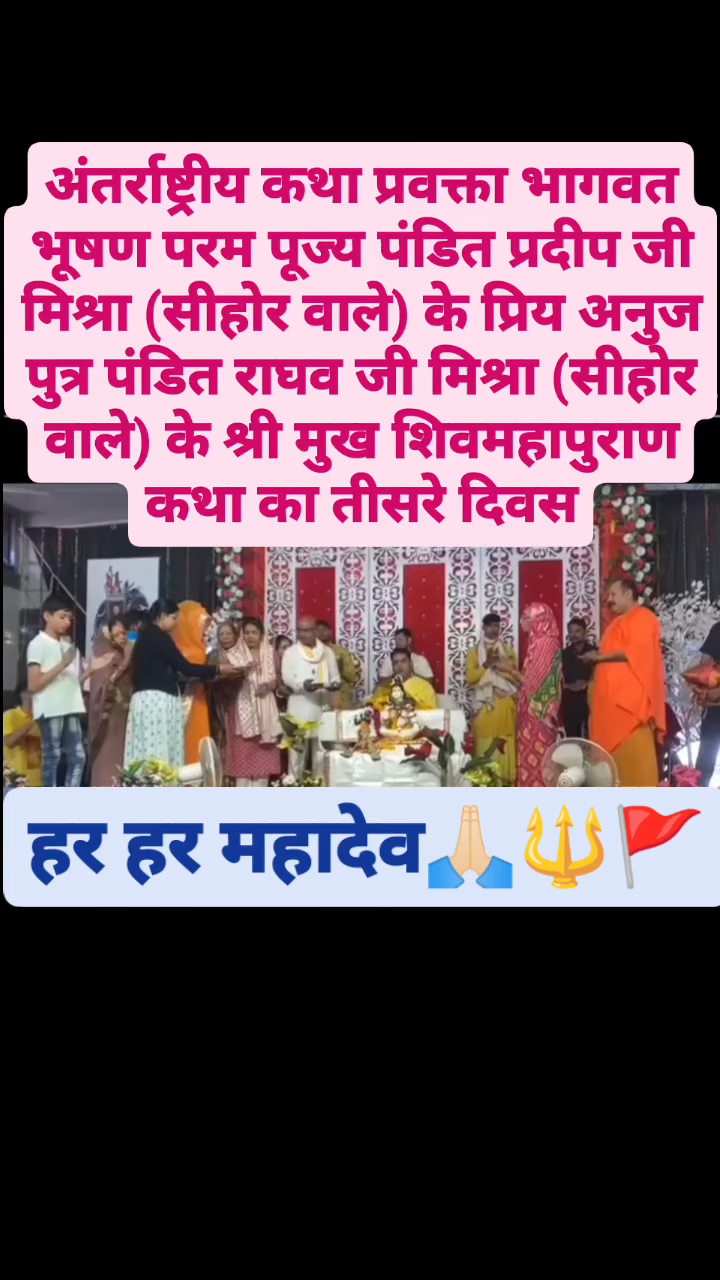 अंतर्राष्ट्रीय कथा प्रवक्ता भागवत
भूषण परम पूज्य पंडित प्रदीप जी
मिश्रा (सीहोर वाले) के प्रिय अनुज
पुत्र पंडित राघव जी मिश्रा (सीहोर
वाले) के श्री मुख शिवमहापुराण
कथा का तीसरे दिवस
हर हर महादेव🙏🏻🔱🚩